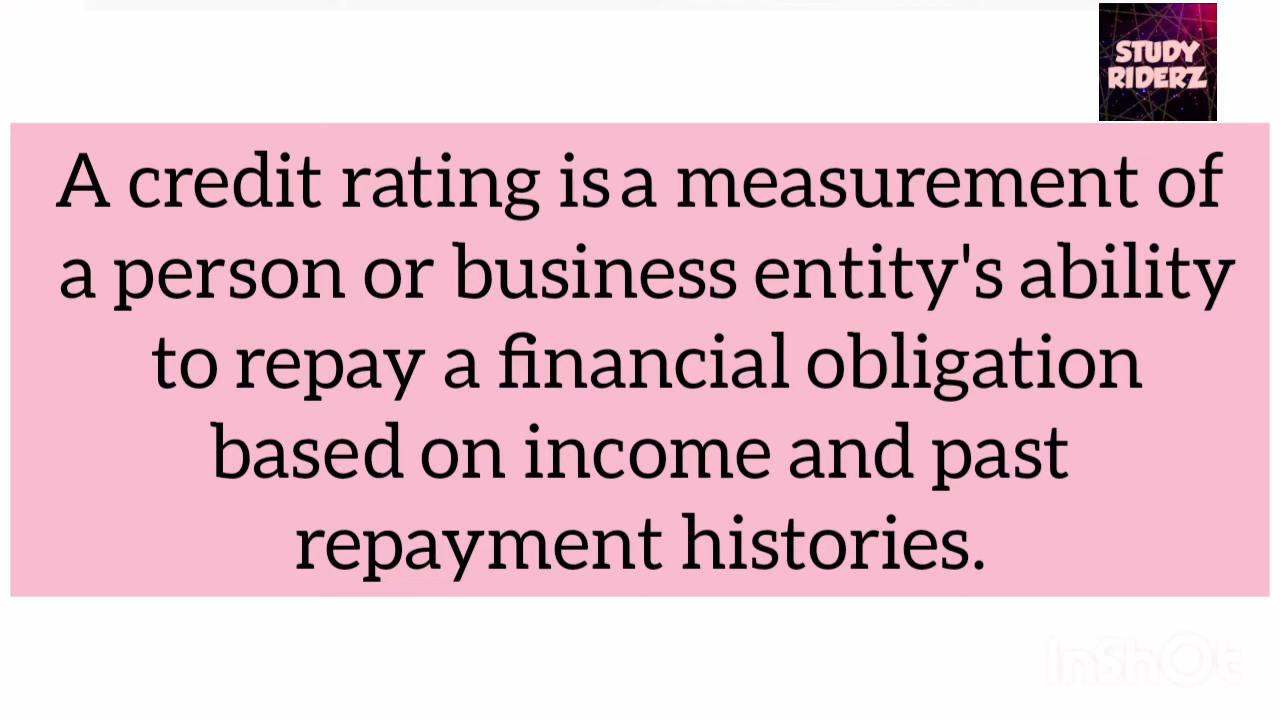 STUDY
RIDERZ
A credit rating is a measurement of
a person or business entity's ability
to repay a financial obligation
based on income and past
repayment histories.
InShOt